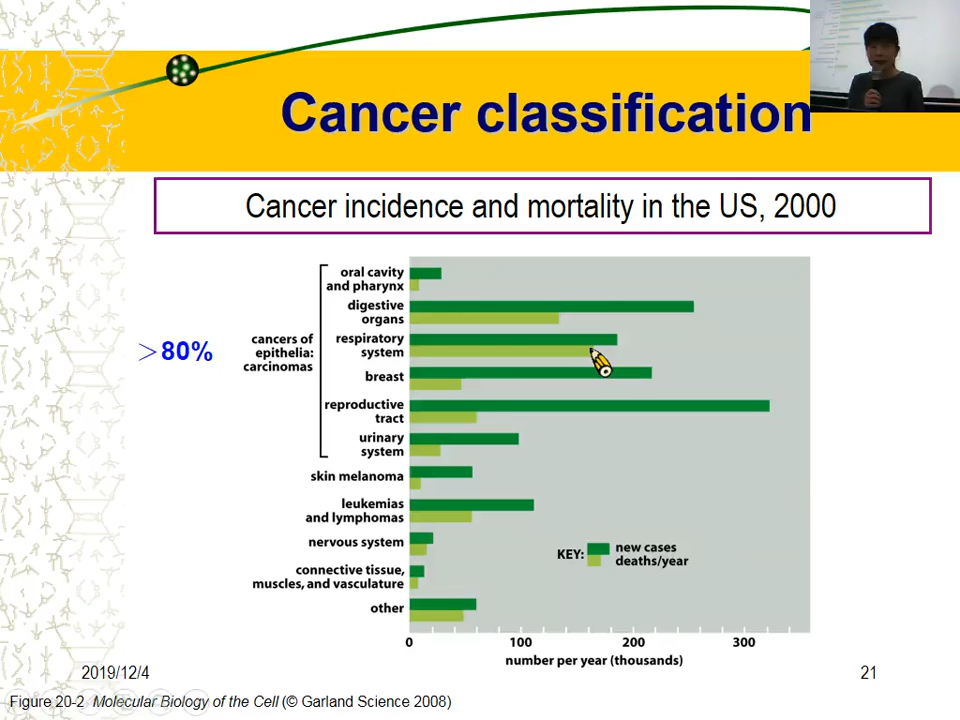 Cancer classification
Cancer incidence and mortality in the US, 2000
oral cavity
and pharynx
digestive
organs
>80%
cancers of
epithelia:
carcinomas
respiratory
system
breast
reproductive
tract
urinary
system
skin melanoma
leukemias
and lymphomas
nervous system
connective tissue,
muscles, and vasculature
other
KEY:
new cases
deaths/year
0 100 200 300
number per year (thousands)
2019/12/4
21
Figure 20-2 Molecular Biology of the Cell (© Garland Science 2008)